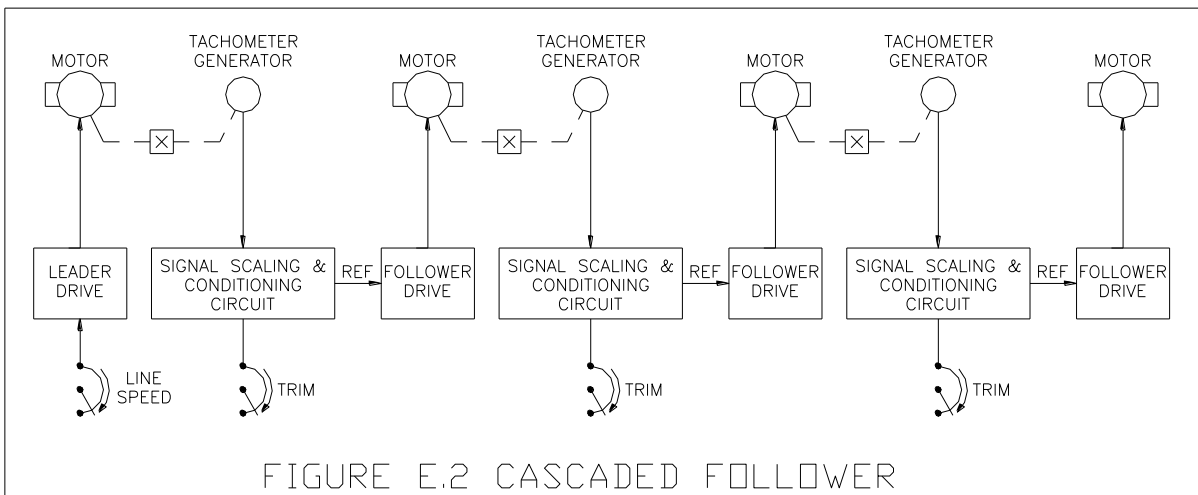 TACHOMETER
GENERATOR
TACHOMETER
GENERATOR
TACHOMETER
GENERATOR
MOTOR
MOTOR
MOTOR
MOTOR
X
X
X
LEADER
DRIVE
SIGNAL SCALING &
CONDITIONING
CIRCUIT
REF
FOLLOWER
DRIVE
SIGNAL SCALING &
CONDITIONING
CIRCUIT
REF
FOLLOWER
DRIVE
SIGNAL SCALING &
CONDITIONING
CIRCUIT
REF
FOLLOWER
DRIVE
LINE
SPEED
TRIM
TRIM
TRIM
FIGURE E.2 CASCADED FOLLOWER